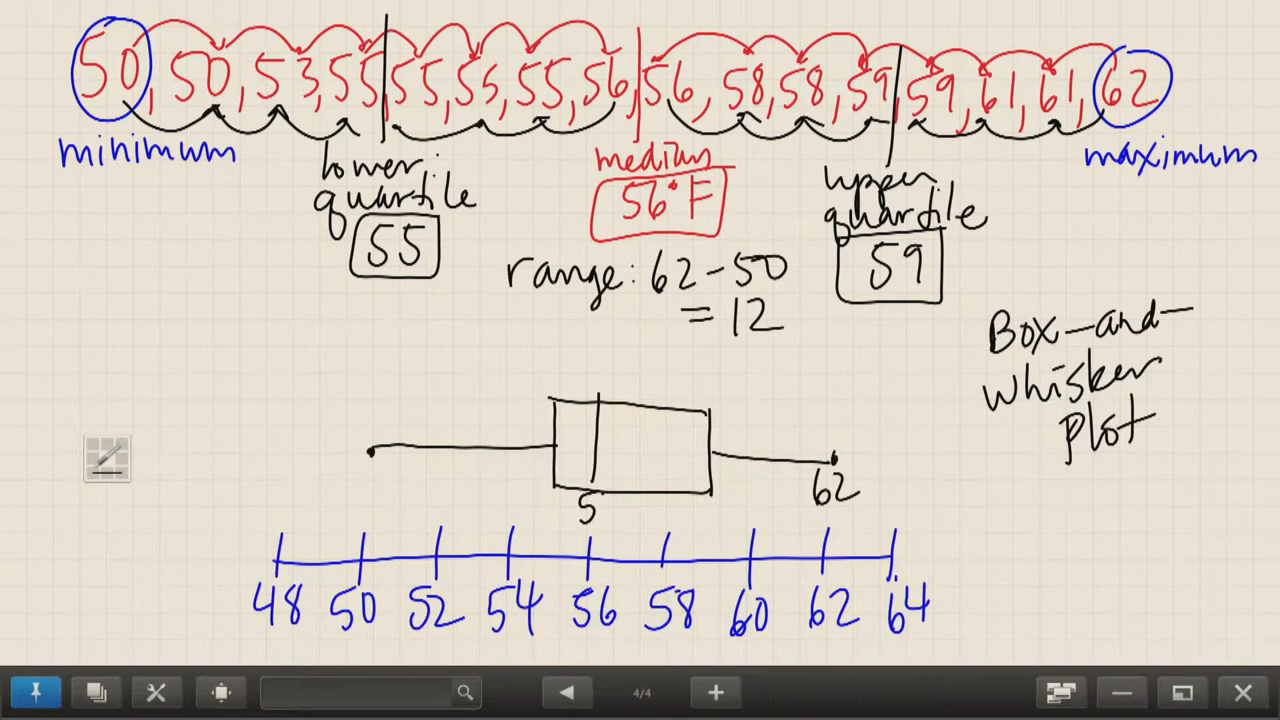 50, 50, 53, 55, 55, 55, 55, 56, 56, 58, 58, 59, 59, 61, 61, 62
minimum
lower
quartile
55
median
56°F
upper
quartile
59
maximum
range: 62-50
= 12
Box-and-
whisker
plot
5
62
48 50 52 54 56 58 60 62 64
4/4